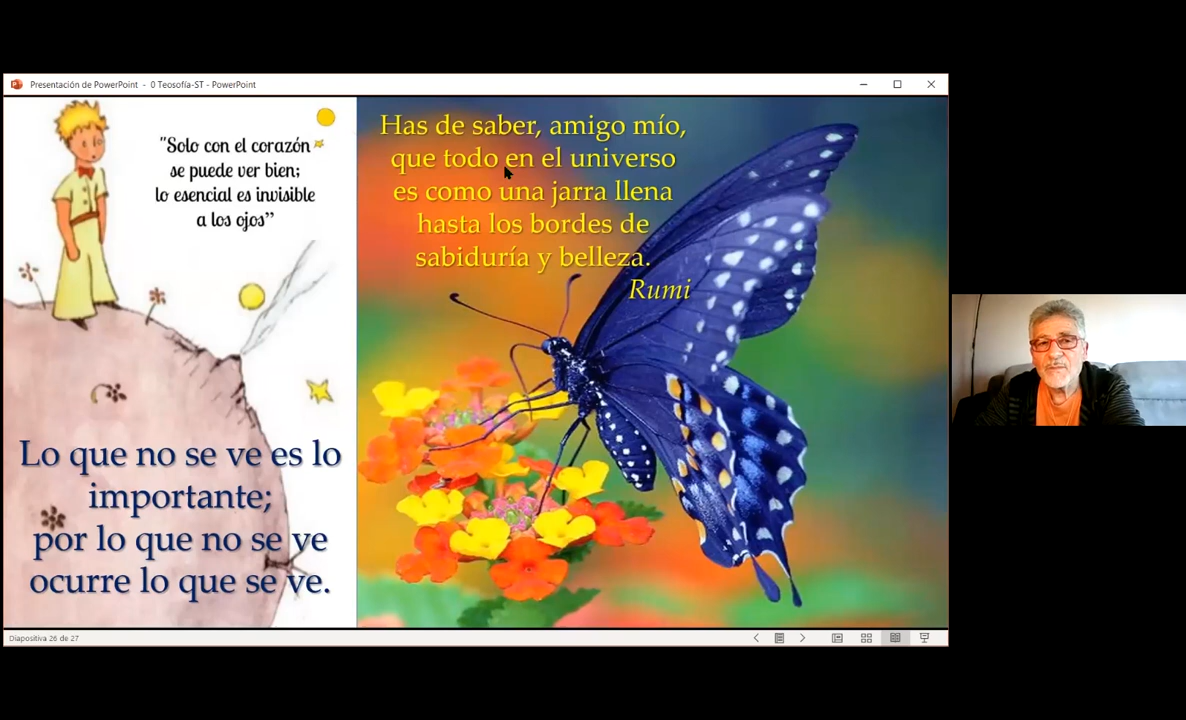 Presentación de PowerPoint - 0 Teosofía-ST - PowerPoint
"Solo con el corazón
se puede ver bien;
lo esencial es invisible
a los ojos”
Lo que no se ve es lo
importante;
por lo que no se ve
ocurre lo que se ve.
Has de saber, amigo mío,
que todo en el universo
es como una jarra llena
hasta los bordes de
sabiduría y belleza.
Rumi
Diapositiva 26 de 27